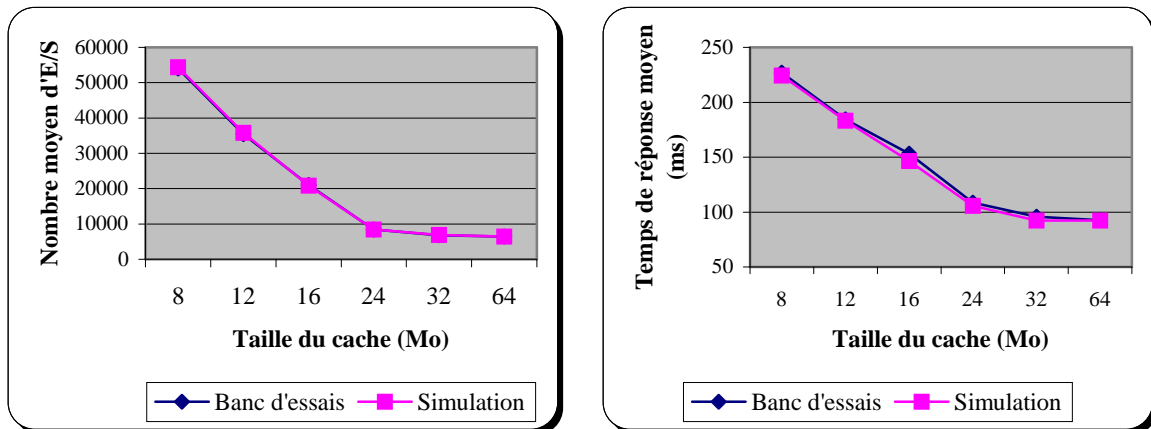 Nombre moyen d'E/S
60000
50000
40000
30000
20000
10000
0
8 12 16 24 32 64
Taille du cache (Mo)
Banc d'essais Simulation
Temps de réponse moyen
(ms)
250
200
150
100
50
8 12 16 24 32 64
Taille du cache (Mo)
Banc d'essais Simulation